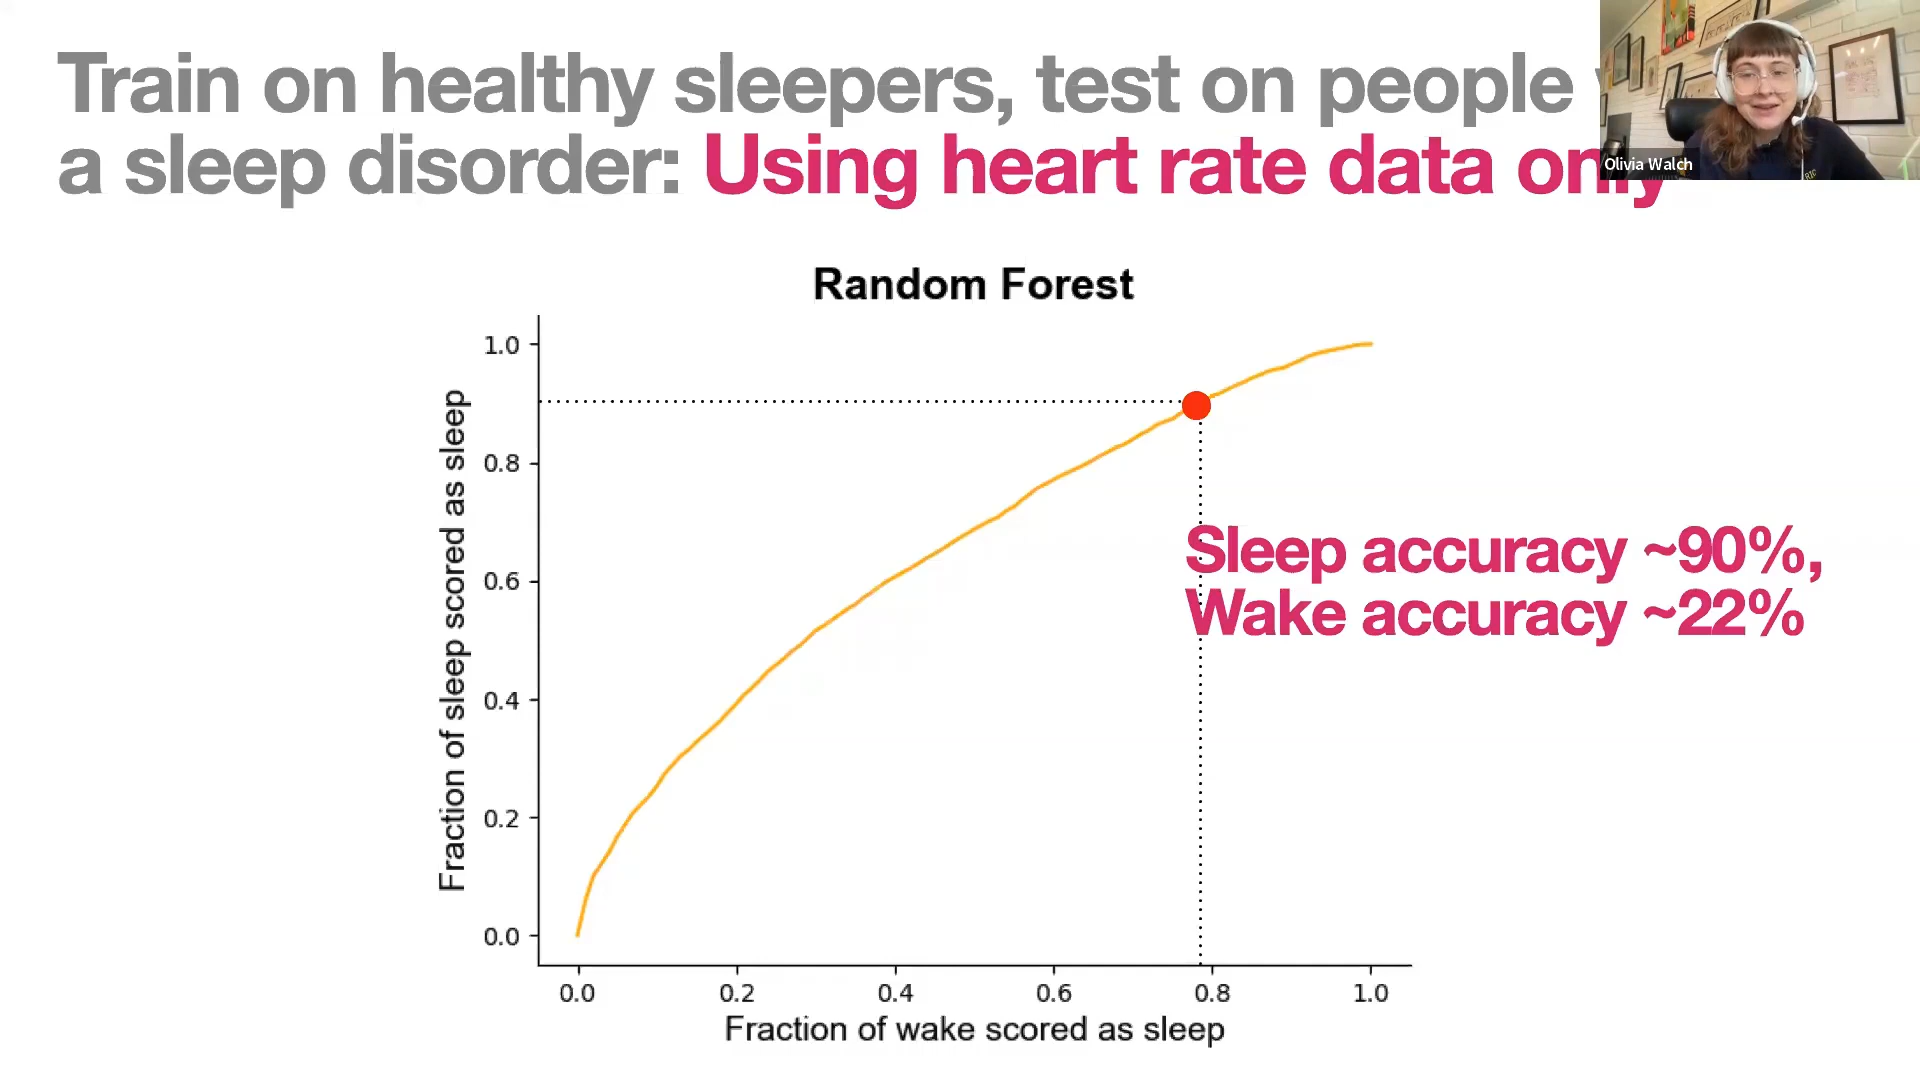 Train on healthy sleepers, test on people
a sleep disorder: Using heart rate data only
Olivia Walch
Random Forest
1.0
0.8
0.6
0.4
0.2
0.0
Fraction of sleep scored as sleep
Sleep accuracy ~90%,
Wake accuracy ~22%
0.0 0.2 0.4 0.6 0.8 1.0
Fraction of wake scored as sleep